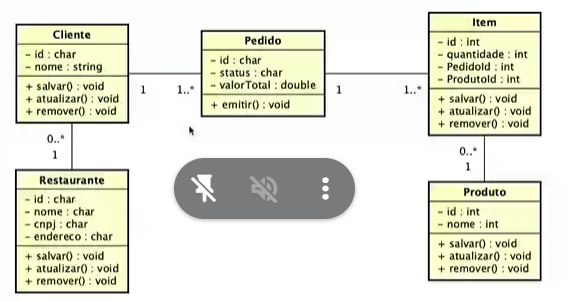 Cliente
- id : char
- nome : string
+ salvar() : void
+ atualizar() : void
+ remover() : void
1
1..*
Pedido
- id : char
- status : char
- valorTotal : double
+ emitir() : void
1
1..*
Item
- id : int
- quantidade : int
- PedidoId : int
- ProdutoId : int
+ salvar() : void
+ atualizar() : void
+ remover() : void
0..*
1
Restaurante
- id : char
- nome : char
- cnpj : char
- endereco : char
+ salvar() : void
+ atualizar() : void
+ remover() : void
0..*
1
Produto
- id : int
- nome : int
+ salvar() : void
+ atualizar() : void
+ remover() : void